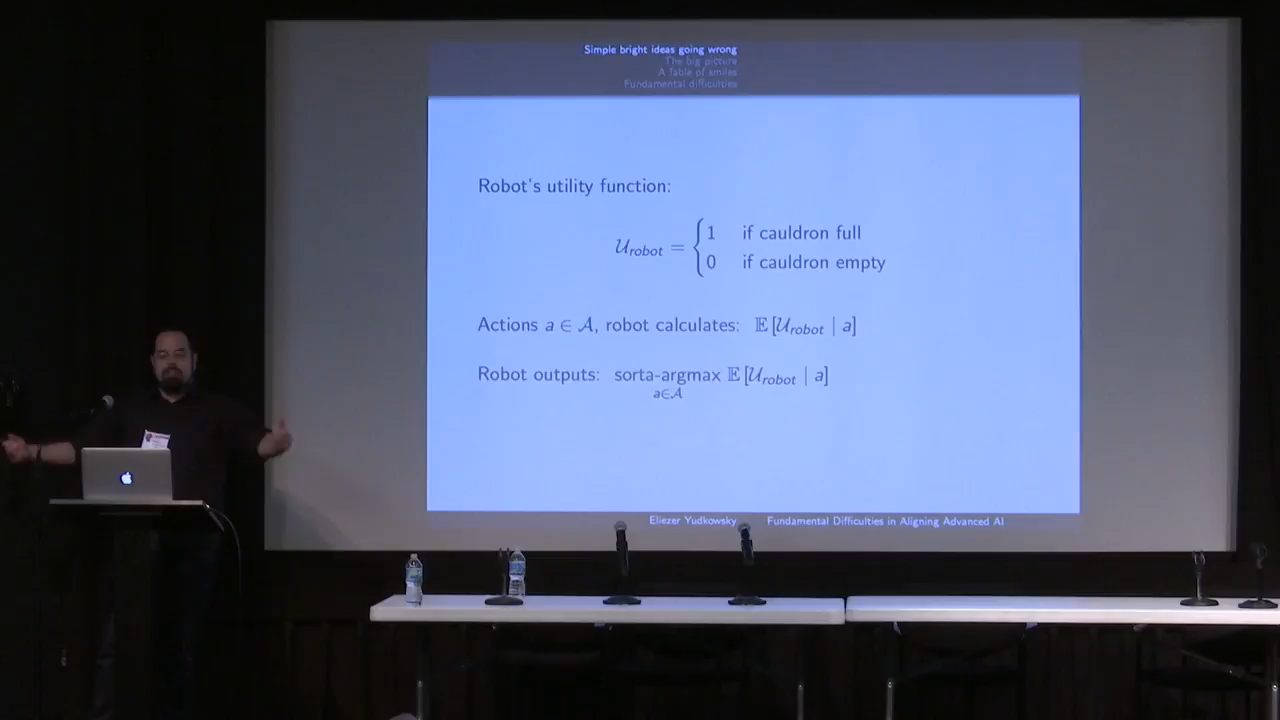 Simple bright ideas going wrong
The big picture
A fable of smiles
Fundamental difficulties
Robot's utility function:
𝒰robot = { 1 if cauldron full
0 if cauldron empty
Actions a ∈ 𝒜, robot calculates: 𝔼 [𝒰robot | a]
Robot outputs: sorta-argmax 𝔼 [𝒰robot | a]
a∈𝒜
Eliezer Yudkowsky Fundamental Difficulties in Aligning Advanced AI